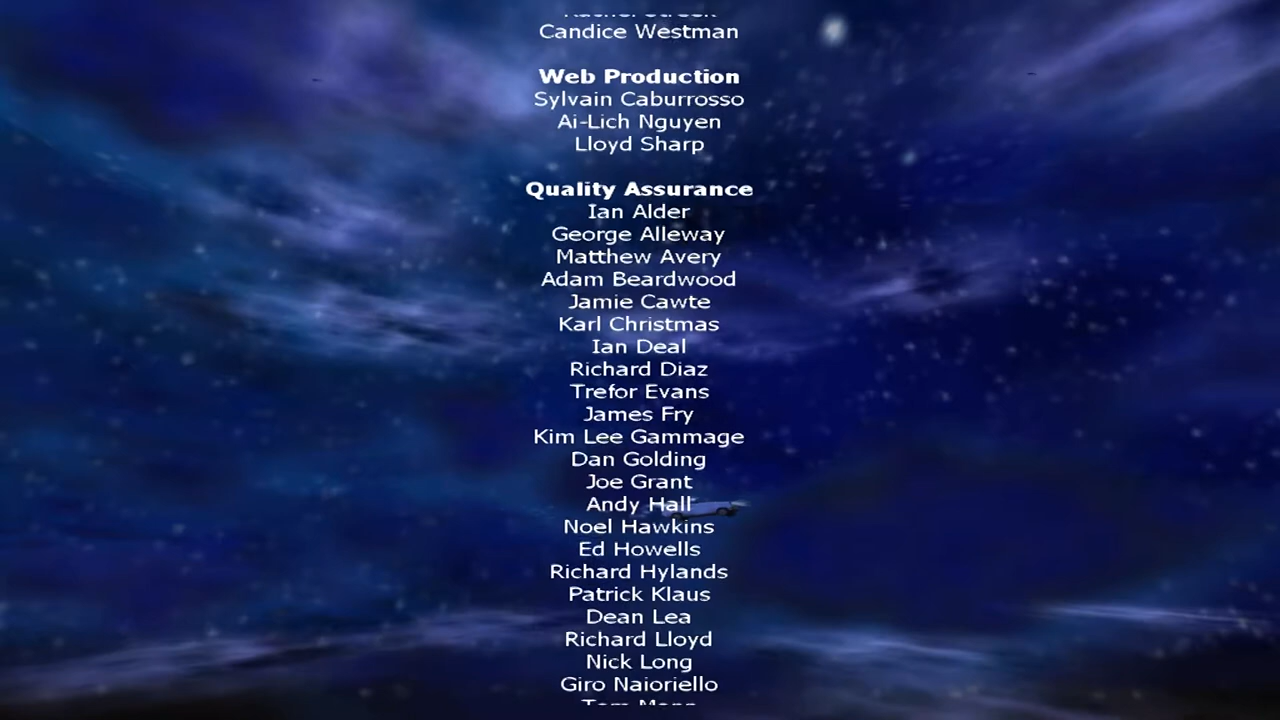 Candice Westman
Web Production
Sylvain Caburrosso
Ai-Lich Nguyen
Lloyd Sharp
Quality Assurance
Ian Alder
George Alleway
Matthew Avery
Adam Beardwood
Jamie Cawte
Karl Christmas
Ian Deal
Richard Diaz
Trefor Evans
James Fry
Kim Lee Gammage
Dan Golding
Joe Grant
Andy Hall
Noel Hawkins
Ed Howells
Richard Hylands
Patrick Klaus
Dean Lea
Richard Lloyd
Nick Long
Giro Naioriello